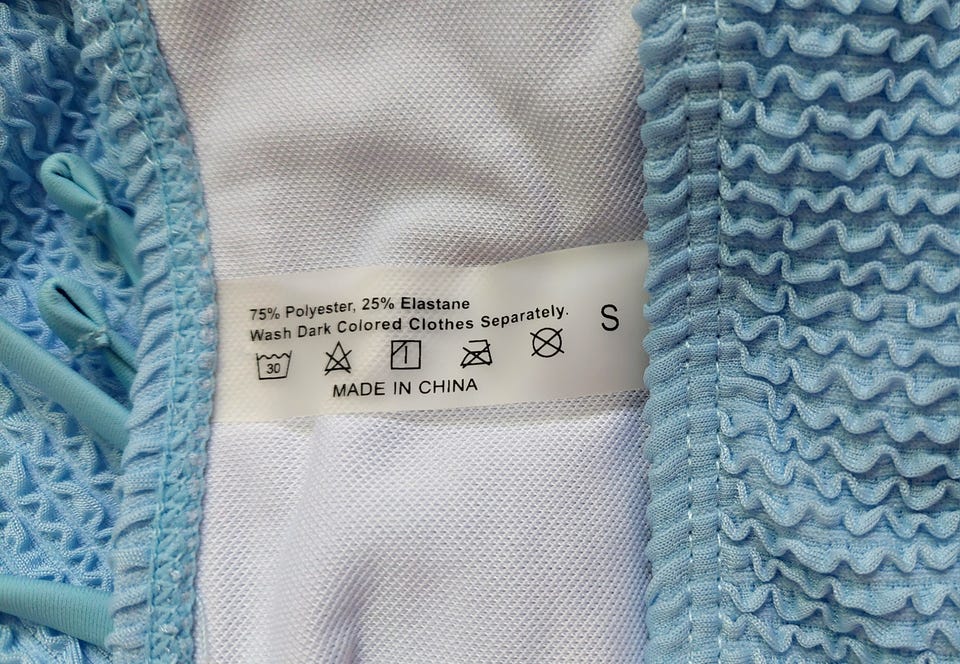 75% Polyester, 25% Elastane
Wash Dark Colored Clothes Separately.
S
30
MADE IN CHINA